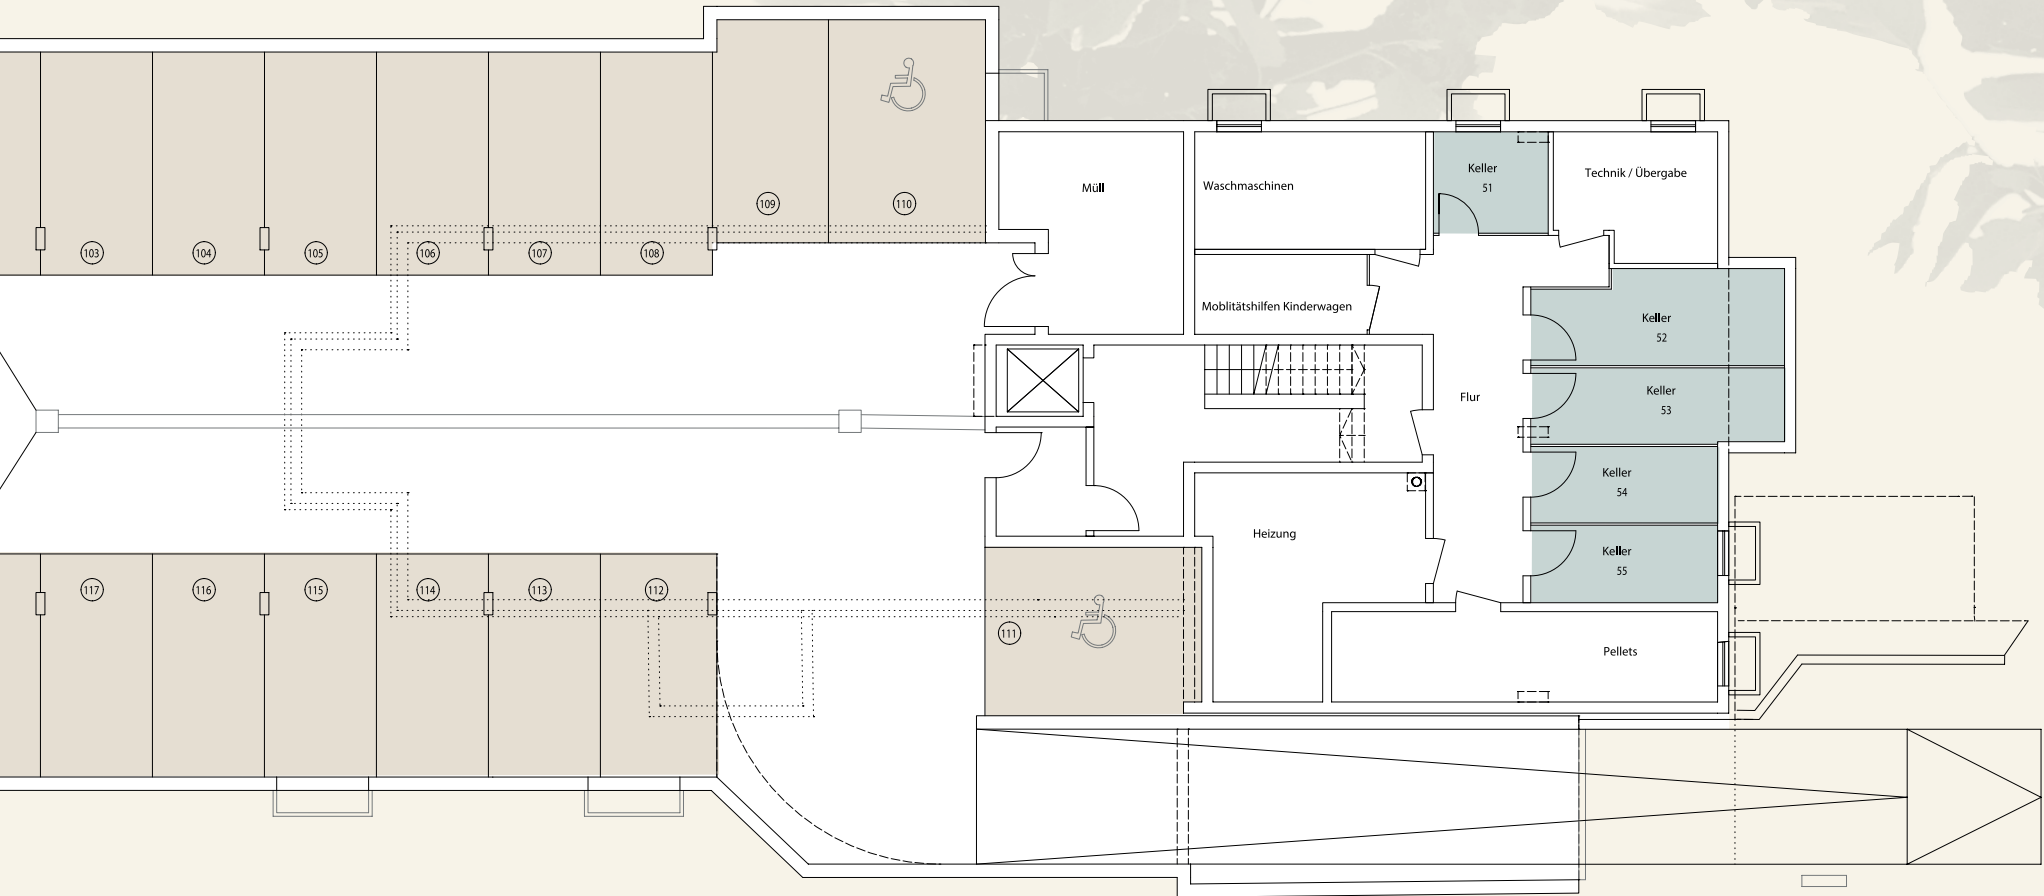 109
110
103
104
105
106
107
108
Müll
Waschmaschinen
Keller
51
Technik / Übergabe
Moblitätshilfen Kinderwagen
Keller
52
Keller
53
Flur
Keller
54
Heizung
Keller
55
117
116
115
114
113
112
111
Pellets